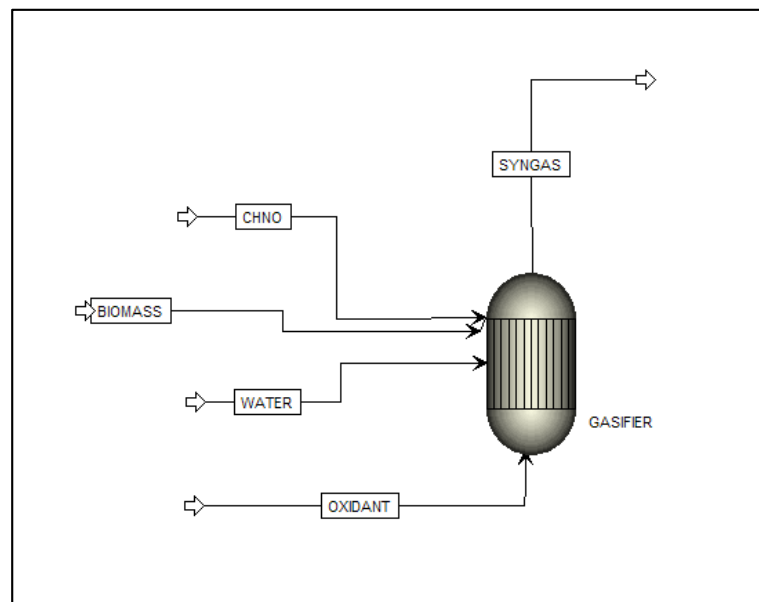 SYNGAS
CHNO
BIOMASS
WATER
GASIFIER
OXIDANT